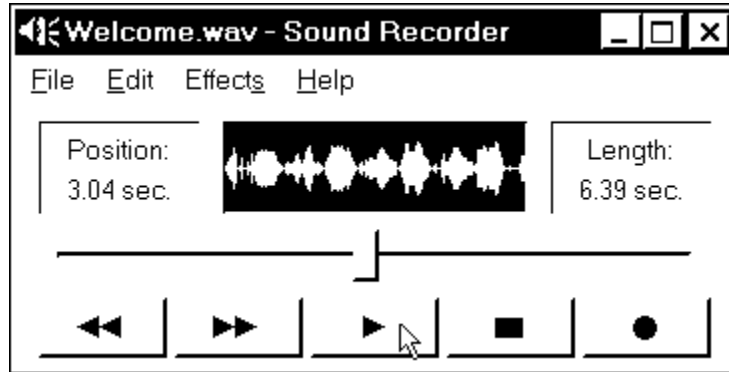 Welcome.wav - Sound Recorder
File Edit Effects Help
Position:
3.04 sec.
Length:
6.39 sec.